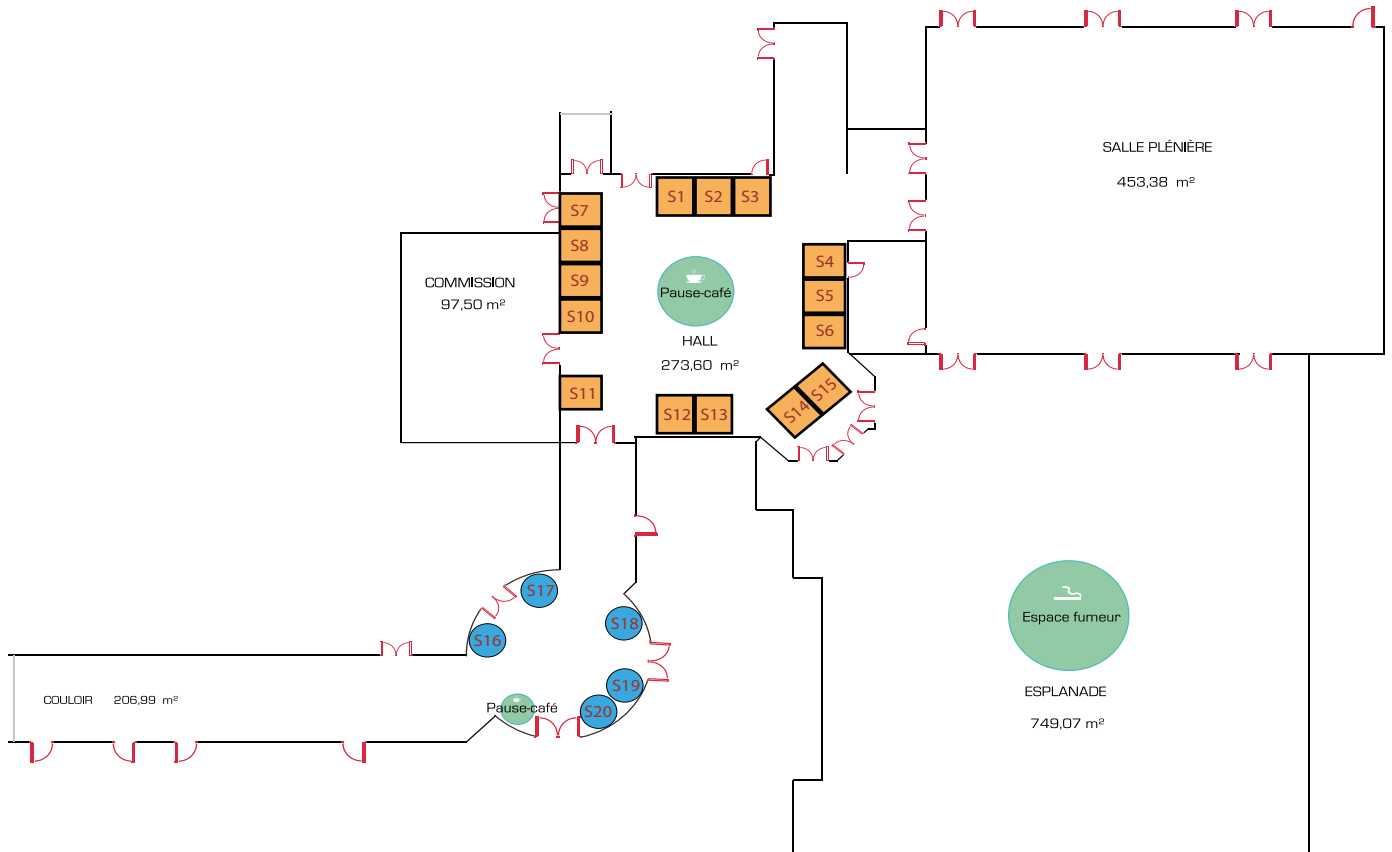 SALLE PLÉNIÈRE
453,38 m²
S1 S2 S3
S7
S8
S9
S10
S11
COMMISSION
97,50 m²
Pause-café
HALL
273,60 m²
S4
S5
S6
S12 S13
S14 S15
S17
S16
S18
S19
S20
Pause-café
COULOIR 206,99 m²
Espace fumeur
ESPLANADE
749,07 m²